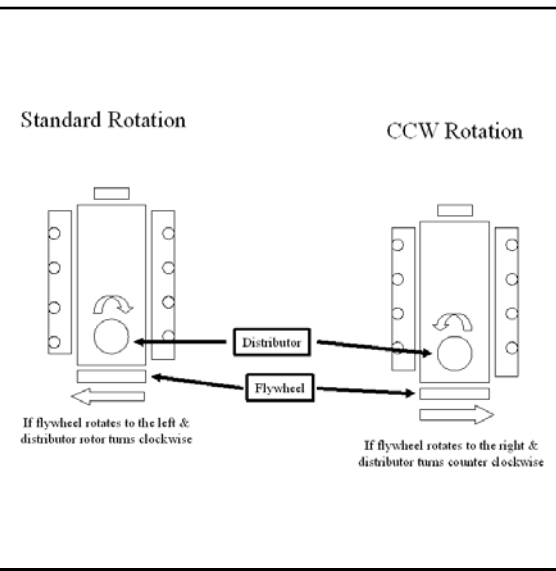 Standard Rotation
CCW Rotation
Distributor
Flywheel
If flywheel rotates to the left &
distributor rotor turns clockwise
If flywheel rotates to the right &
distributor turns counter clockwise